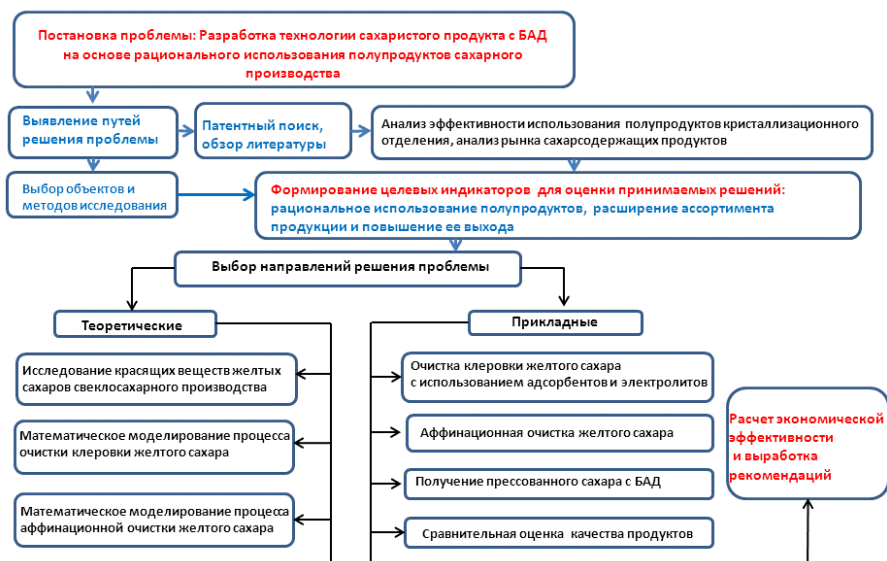 Постановка проблемы: Разработка технологии сахаристого продукта с БАД
на основе рационального использования полупродуктов сахарного
производства
Выявление путей
решения проблемы
Патентный поиск,
обзор литературы
Анализ эффективности использования полупродуктов кристаллизационного
отделения, анализ рынка сахарсодержащих продуктов
Выбор объектов и
методов исследования
Формирование целевых индикаторов для оценки принимаемых решений:
рациональное использование полупродуктов, расширение ассортимента
продукции и повышение ее выхода
Выбор направлений решения проблемы
Теоретические
Прикладные
Исследование красящих веществ желтых
сахаров свеклосахарного производства
Математическое моделирование процесса
очистки клеровки желтого сахара
Математическое моделирование процесса
аффинационной очистки желтого сахара
Очистка клеровки желтого сахара
с использованием адсорбентов и электролитов
Аффинационная очистка желтого сахара
Получение прессованного сахара с БАД
Сравнительная оценка качества продуктов
Расчет экономической
эффективности
и выработка
рекомендаций